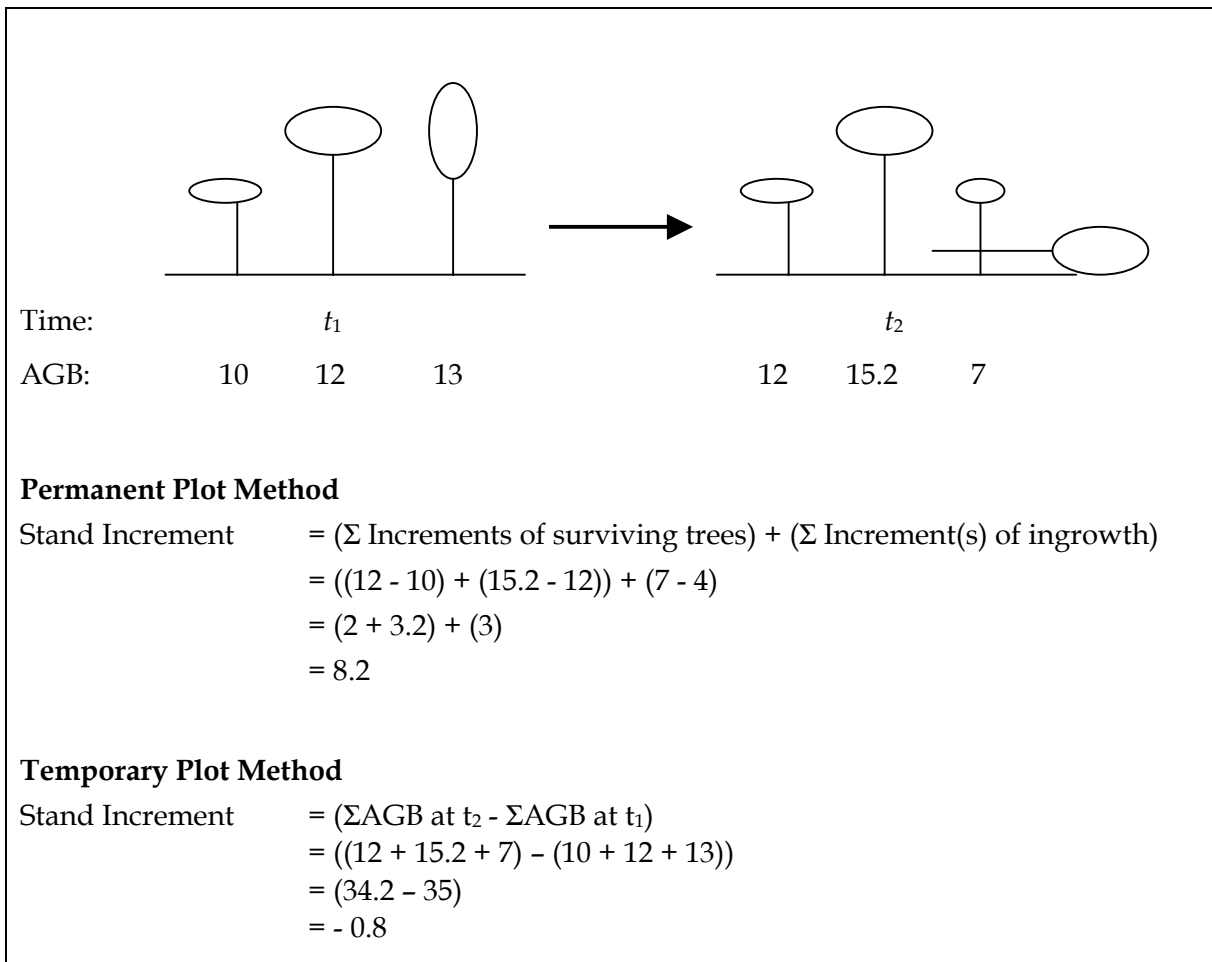 Time: t₁ t₂
AGB: 10 12 13 12 15.2 7
Permanent Plot Method
Stand Increment = (Σ Increments of surviving trees) + (Σ Increment(s) of ingrowth)
= ((12 - 10) + (15.2 - 12)) + (7 - 4)
= (2 + 3.2) + (3)
= 8.2
Temporary Plot Method
Stand Increment = (ΣAGB at t₂ - ΣAGB at t₁)
= ((12 + 15.2 + 7) – (10 + 12 + 13))
= (34.2 – 35)
= - 0.8